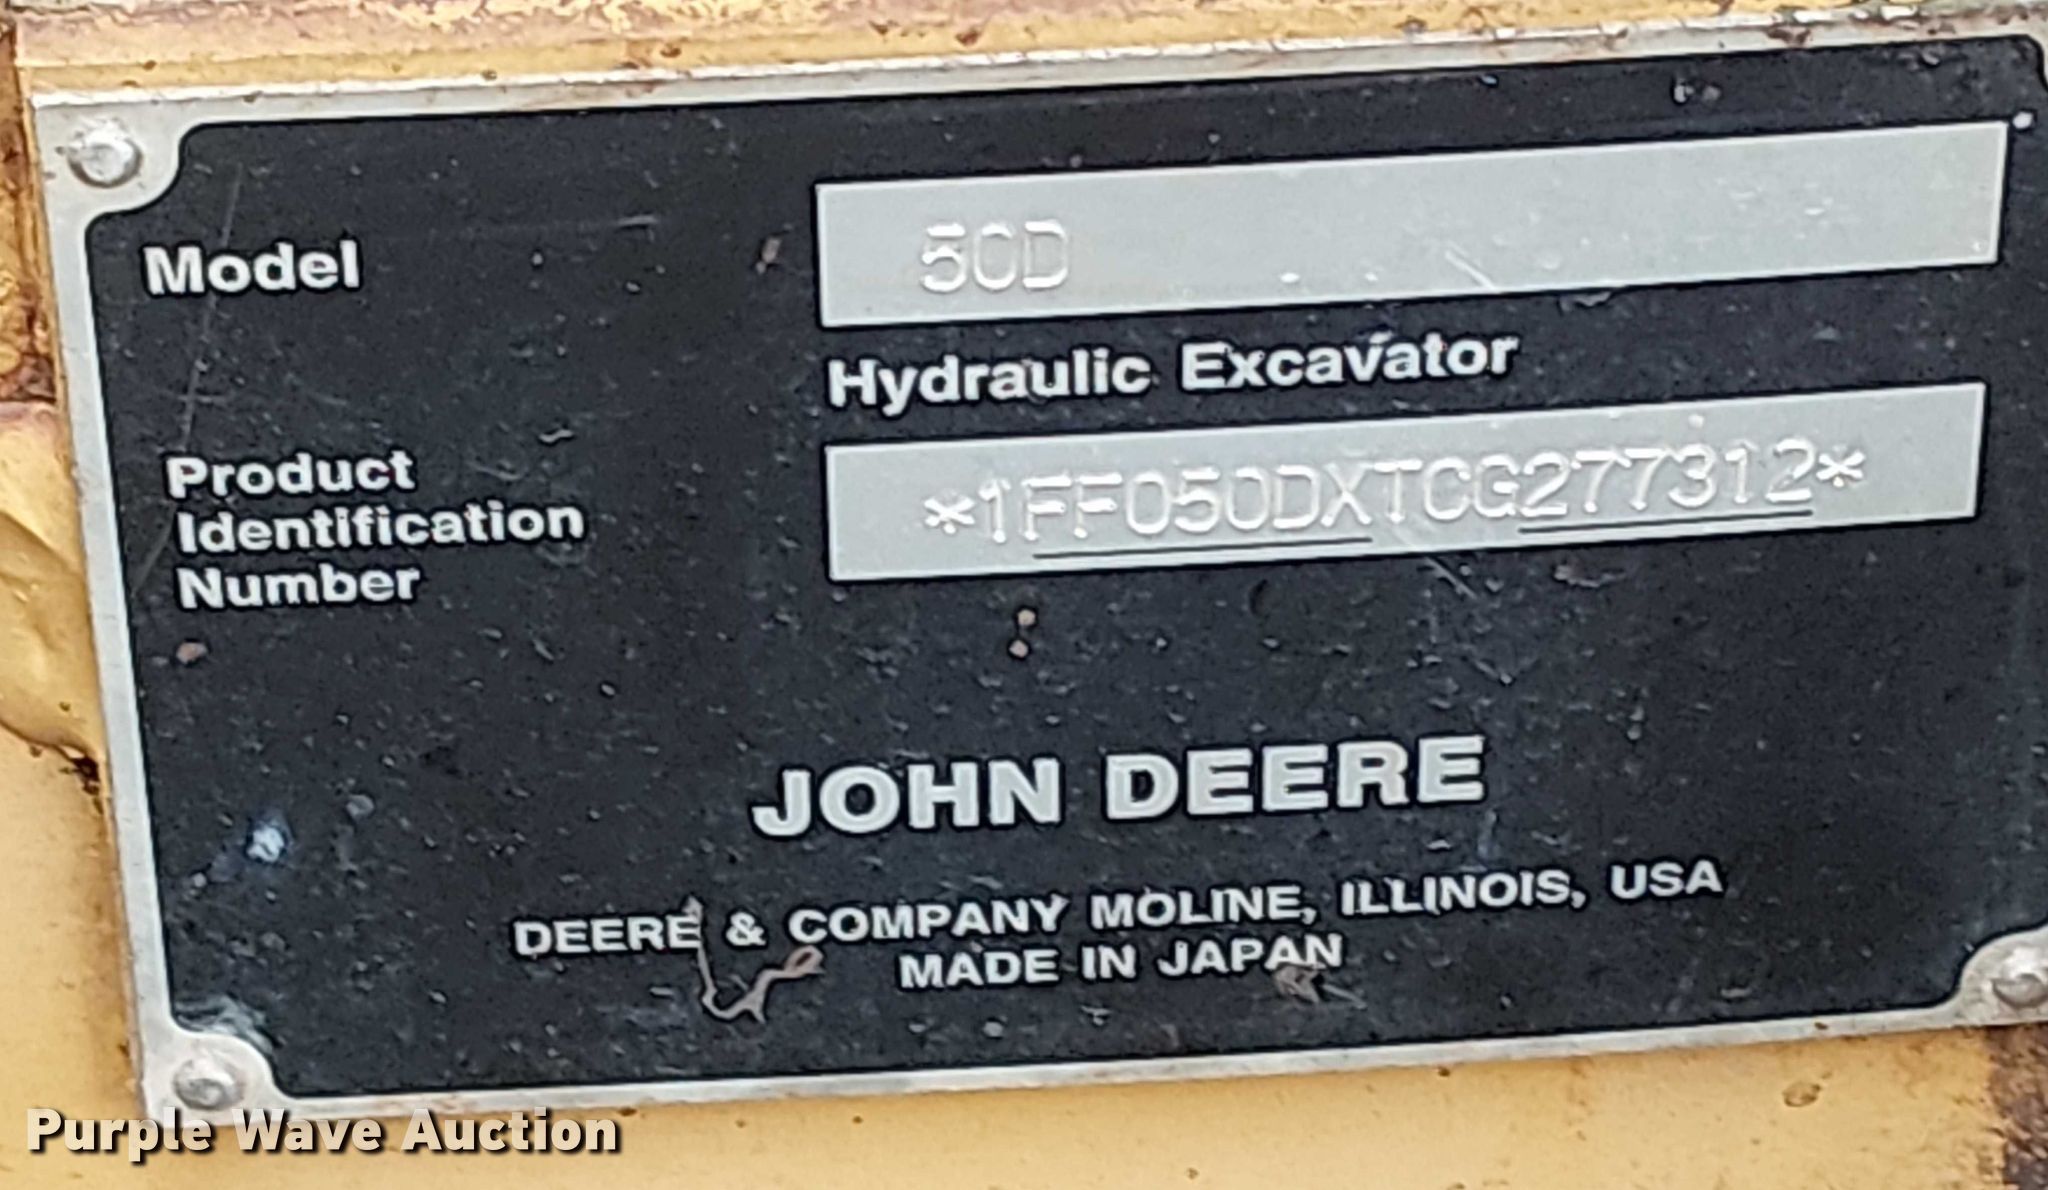 Model 50D
Hydraulic Excavator
Product
Identification
Number
*1FF050DXTCG277312*
JOHN DEERE
DEERE & COMPANY MOLINE, ILLINOIS, USA
MADE IN JAPAN
Purple Wave Auction